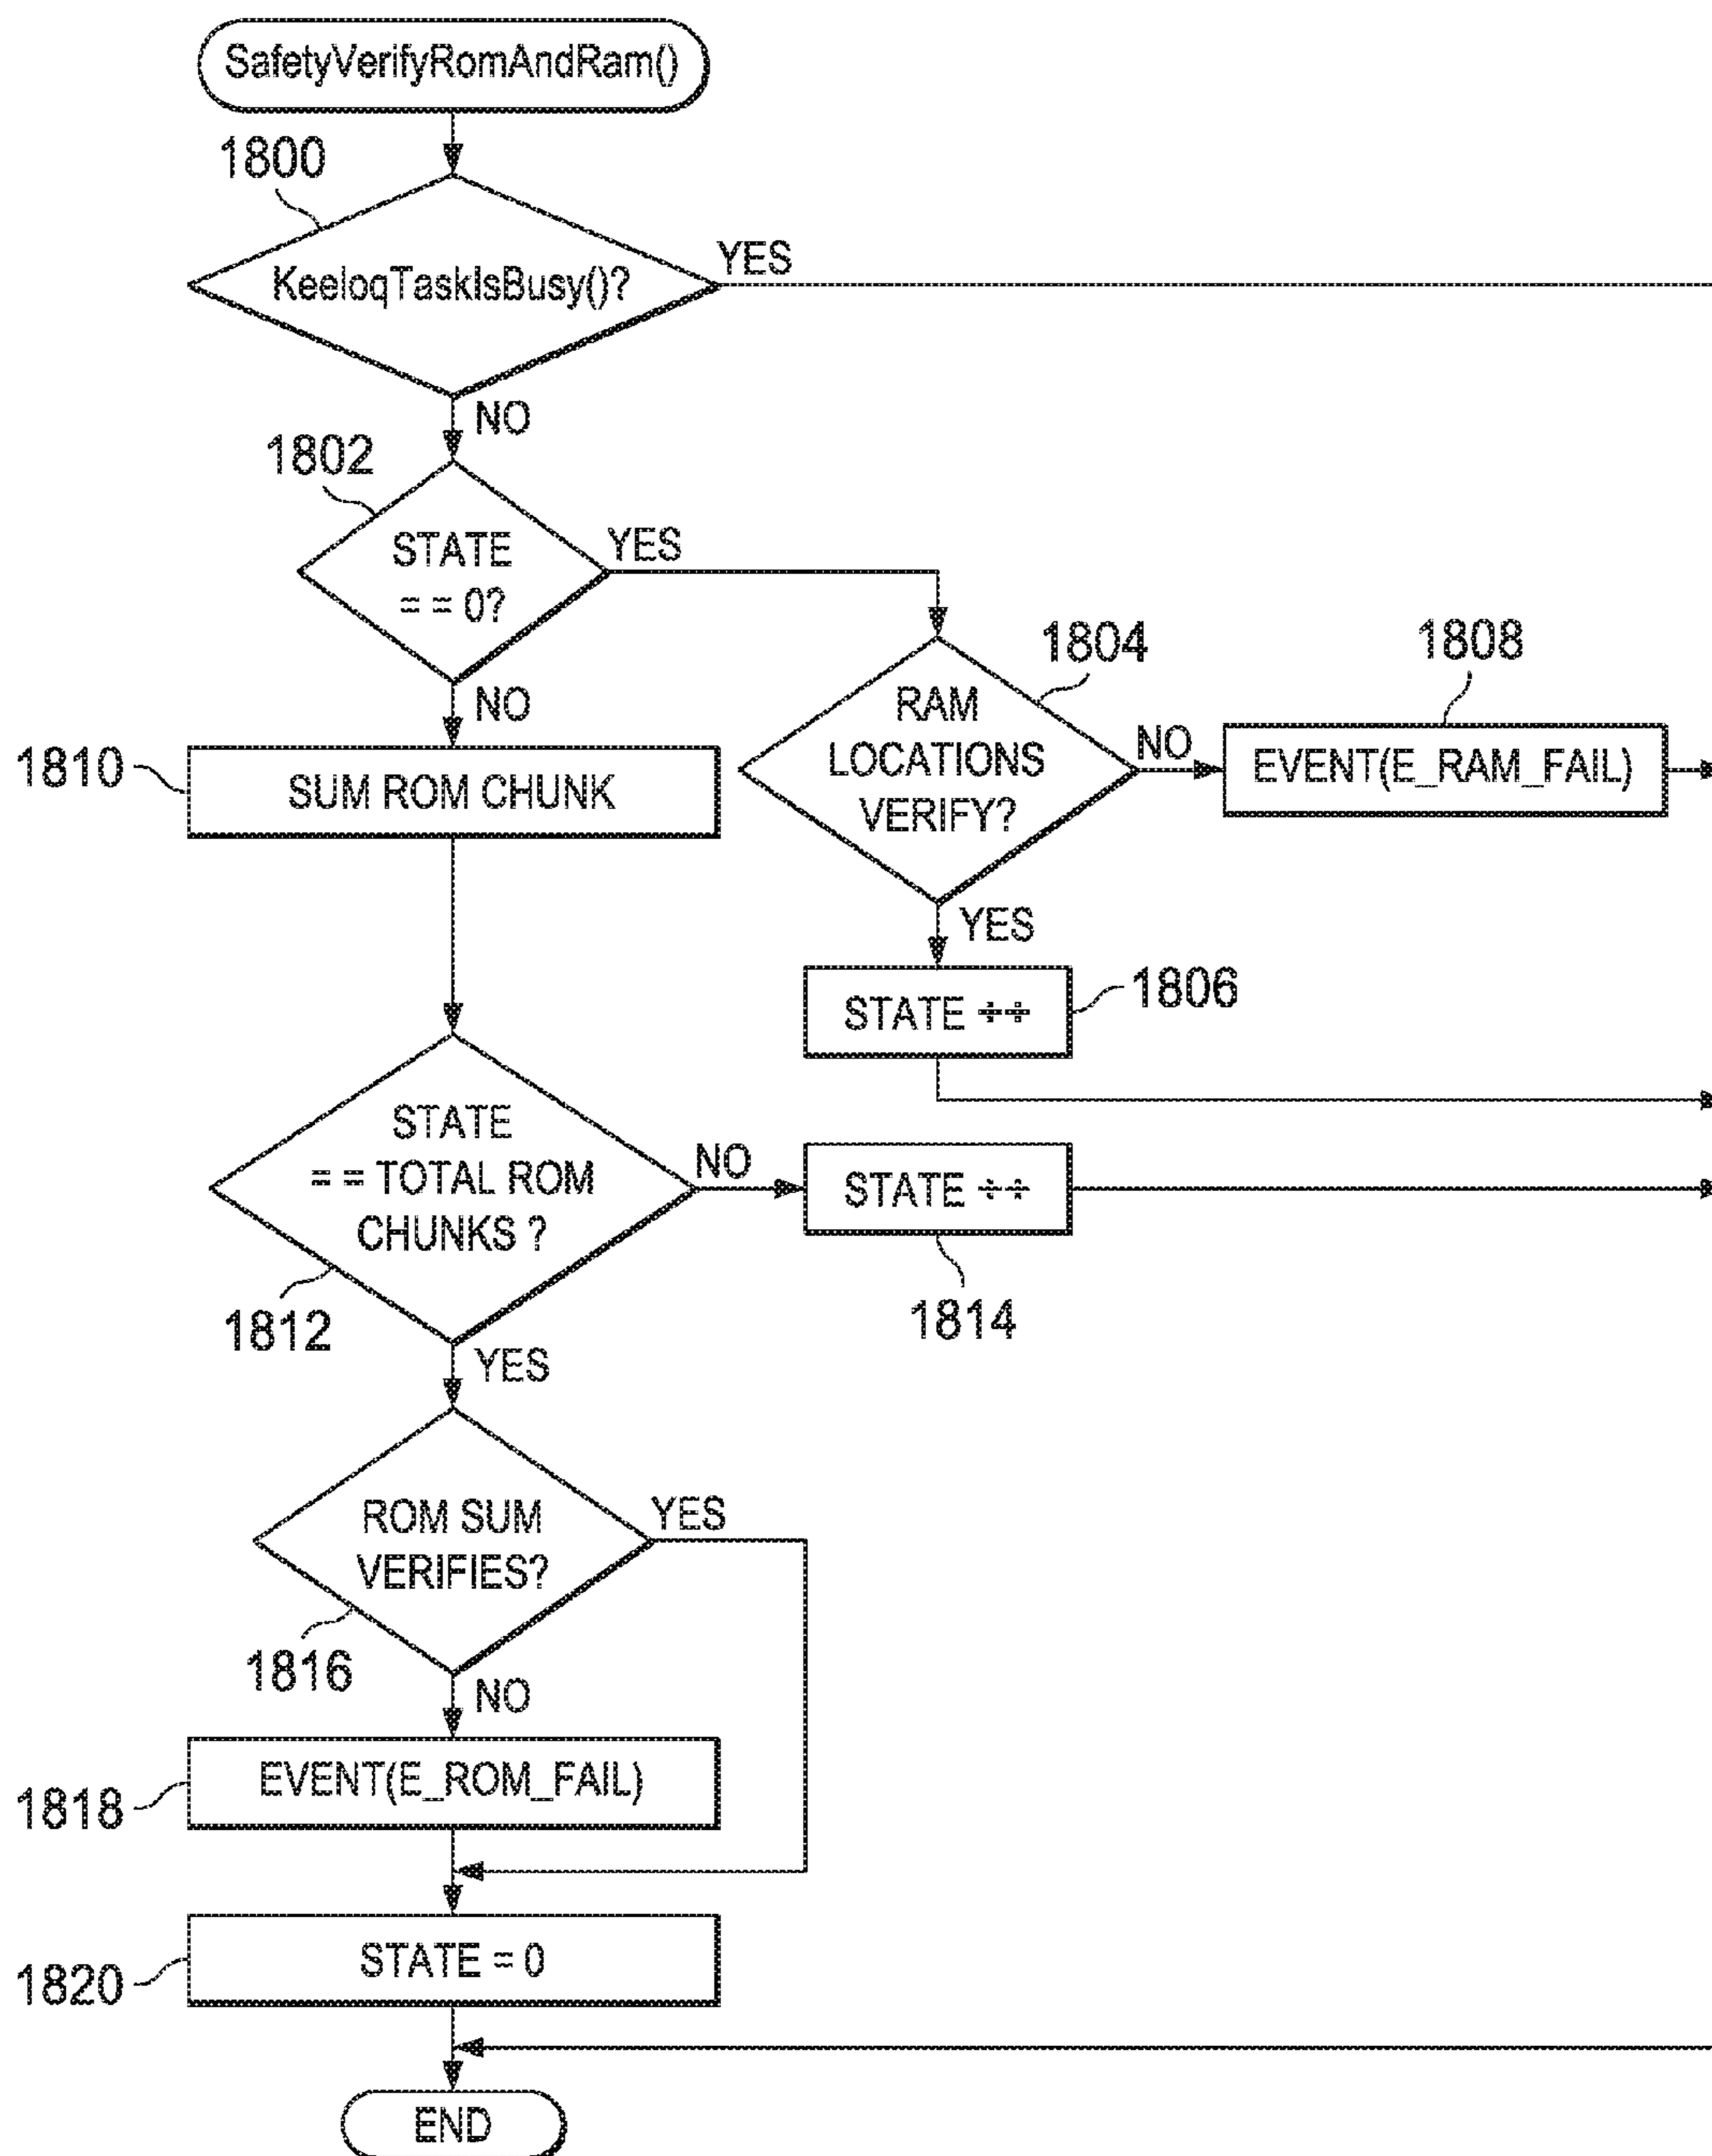 SafetyVerifyRomAndRam()
1800
KeeloqTaskIsBusy()?
YES
NO
1802
STATE
= = 0?
YES
NO
1804
RAM
LOCATIONS
VERIFY?
NO
1808
EVENT(E_RAM_FAIL)
YES
1806
STATE ++
1810
SUM ROM CHUNK
STATE
= = TOTAL ROM
CHUNKS ?
1812
NO
STATE ++
1814
YES
ROM SUM
VERIFIES?
1816
YES
NO
1818
EVENT(E_ROM_FAIL)
1820
STATE = 0
END